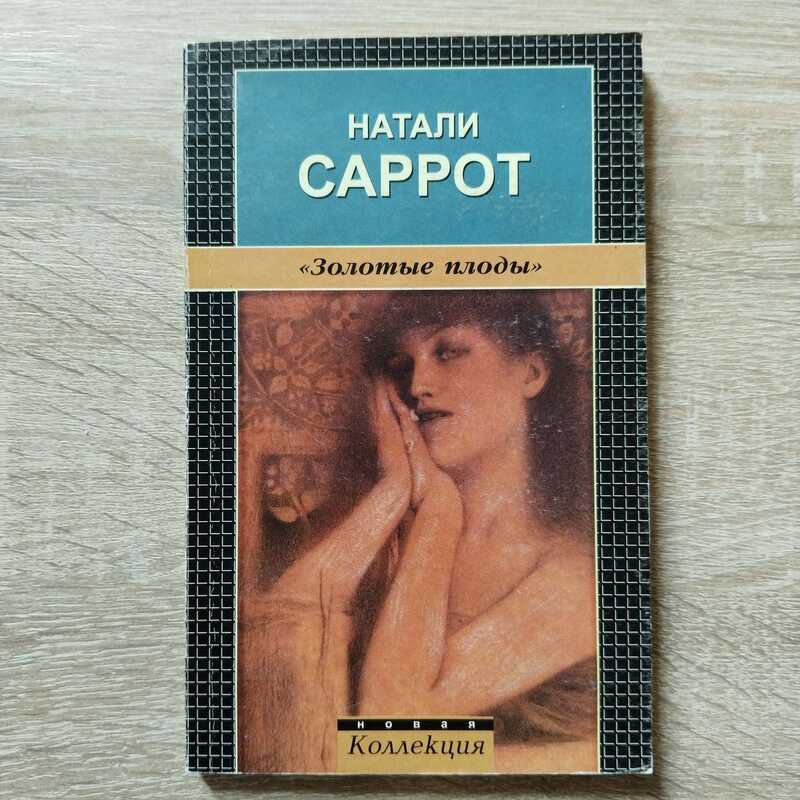 НАТАЛИ
САРРОТ
«Золотые плоды»
новая
Коллекция